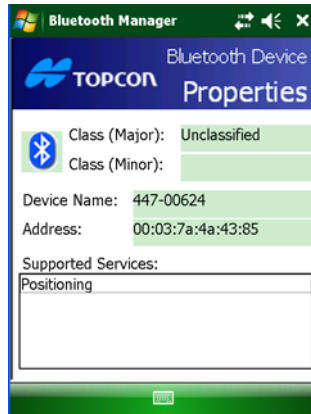 Bluetooth Manager
Bluetooth Device
TOPCON
Properties
Class (Major): Unclassified
Class (Minor):
Device Name: 447-00624
Address: 00:03:7a:4a:43:85
Supported Services:
Positioning